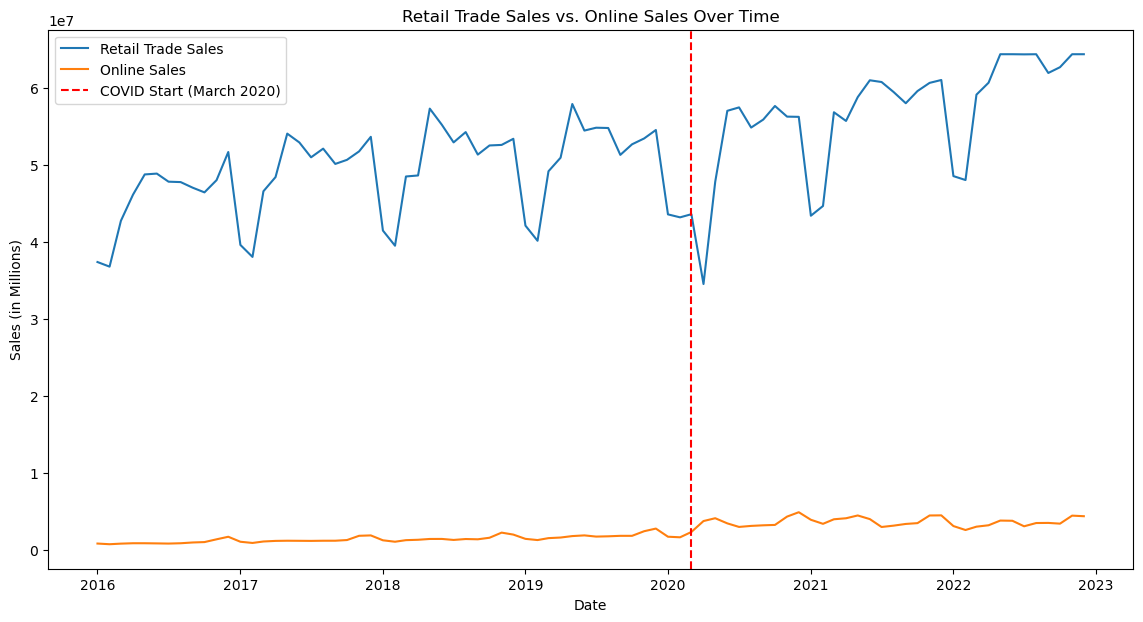 Retail Trade Sales vs. Online Sales Over Time
1e7
Retail Trade Sales
Online Sales
COVID Start (March 2020)
6
5
4
3
2
1
0
Sales (in Millions)
2016 2017 2018 2019 2020 2021 2022 2023
Date